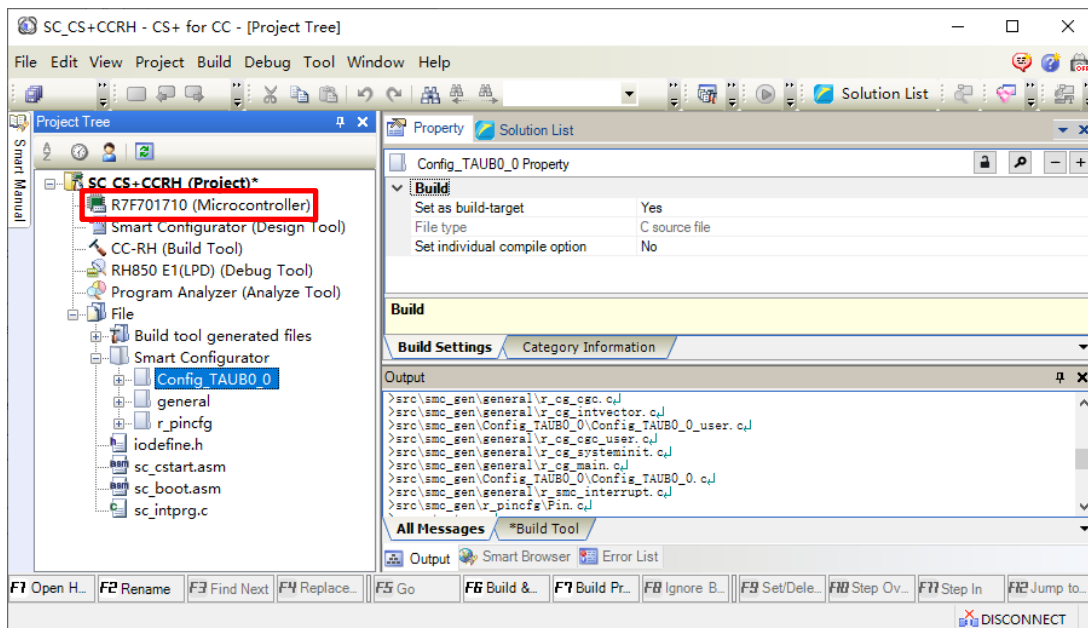 SC_CS+CCRH - CS+ for CC - [Project Tree]
File Edit View Project Build Debug Tool Window Help
Solution List
Smart Manual
Project Tree
SC_CS+CCRH (Project)*
R7F701710 (Microcontroller)
Smart Configurator (Design Tool)
CC-RH (Build Tool)
RH850 E1(LPD) (Debug Tool)
Program Analyzer (Analyze Tool)
File
Build tool generated files
Smart Configurator
Config_TAUB0_0
general
r_pincfg
iodefine.h
sc_cstart.asm
sc_boot.asm
sc_intprg.c
Property Solution List
Config_TAUB0_0 Property
Build
Set as build-target Yes
File type C source file
Set individual compile option No
Build
Build Settings Category Information
Output
>src\smc_gen\general\r_cg_cgc.c
>src\smc_gen\general\r_cg_intvector.c
>src\smc_gen\Config_TAUB0_0\Config_TAUB0_0_user.c
>src\smc_gen\general\r_cg_cgc_user.c
>src\smc_gen\general\r_cg_systeminit.c
>src\smc_gen\general\r_cg_main.c
>src\smc_gen\Config_TAUB0_0\Config_TAUB0_0.c
>src\smc_gen\general\r_smc_interrupt.c
>src\smc_gen\r_pincfg\Pin.c
All Messages *Build Tool
Output Smart Browser Error List
F1 Open H... F2 Rename F3 Find Next F4 Replace... F5 Go F6 Build &... F7 Build Pr... F8 Ignore B... F9 Set/Dele... F10 Step Ov... F11 Step In F12 Jump to...
DISCONNECT